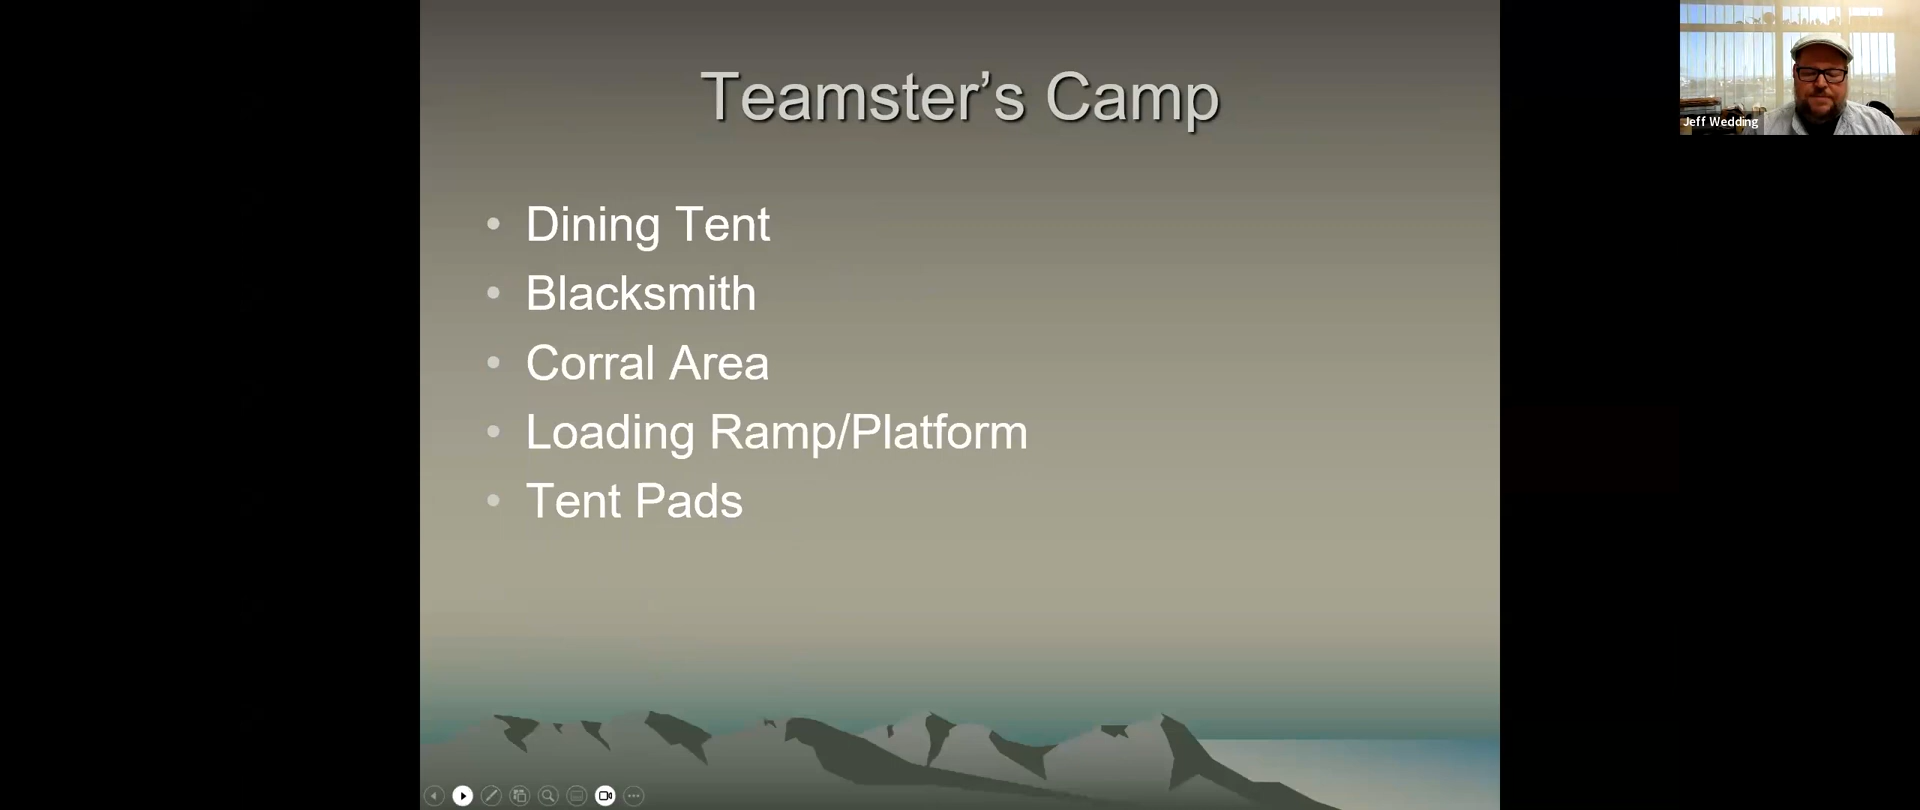 Teamster’s Camp
Jeff Wedding
• Dining Tent
• Blacksmith
• Corral Area
• Loading Ramp/Platform
• Tent Pads